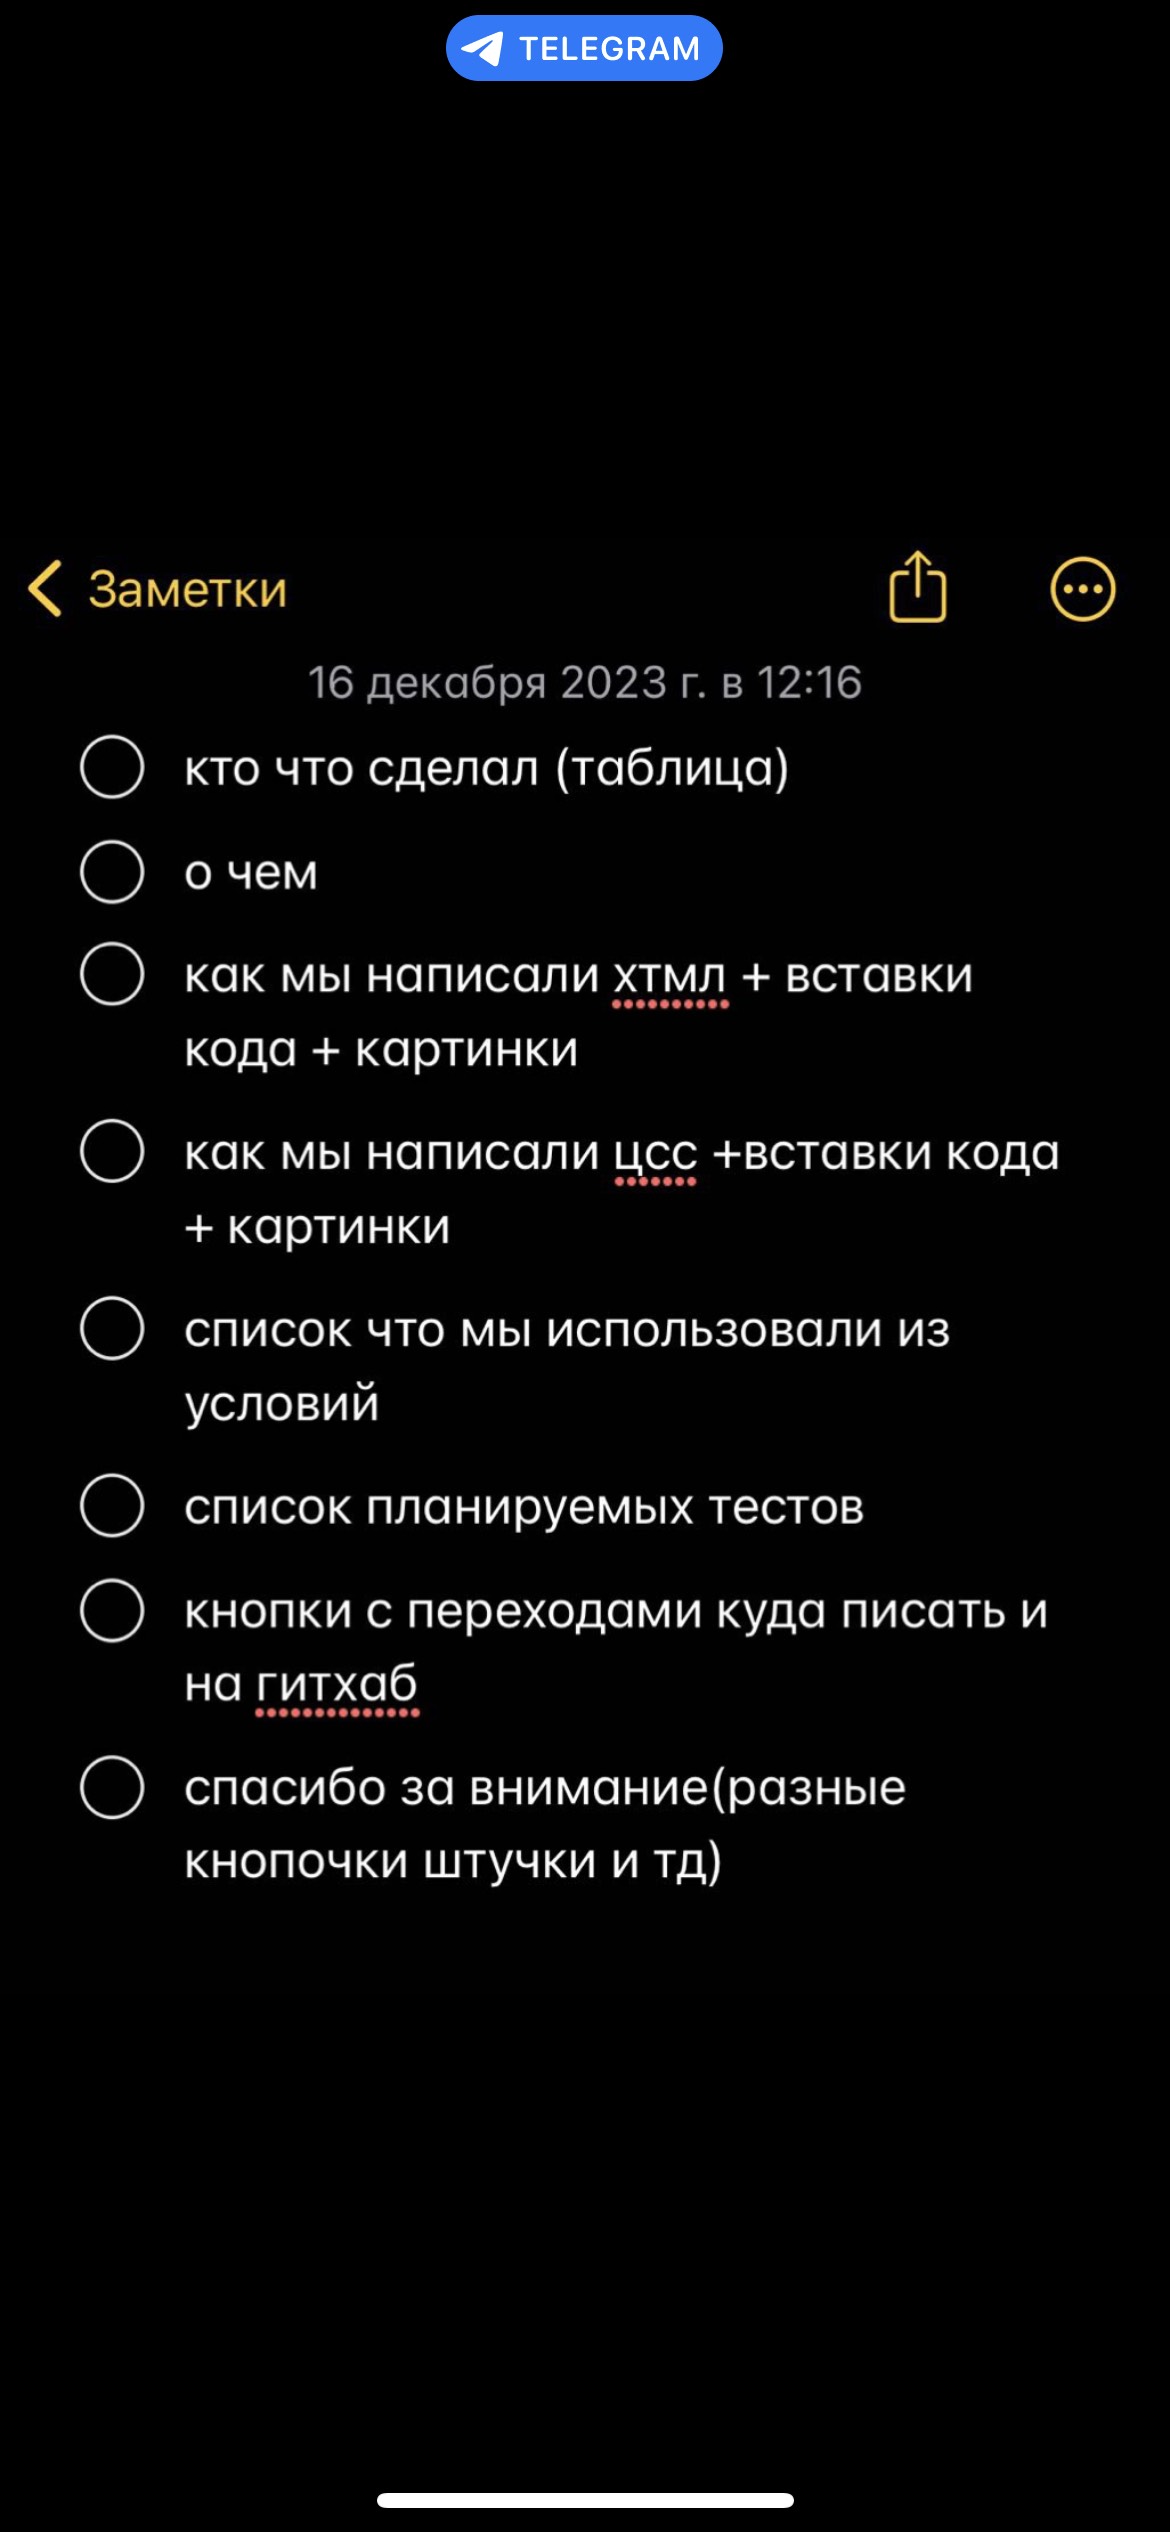 TELEGRAM
Заметки
16 декабря 2023 г. в 12:16
кто что сделал (таблица)
о чем
как мы написали хтмл + вставки
кода + картинки
как мы написали цсс +вставки кода
+ картинки
список что мы использовали из
условий
список планируемых тестов
кнопки с переходами куда писать и
на гитхаб
спасибо за внимание(разные
кнопочки штучки и тд)